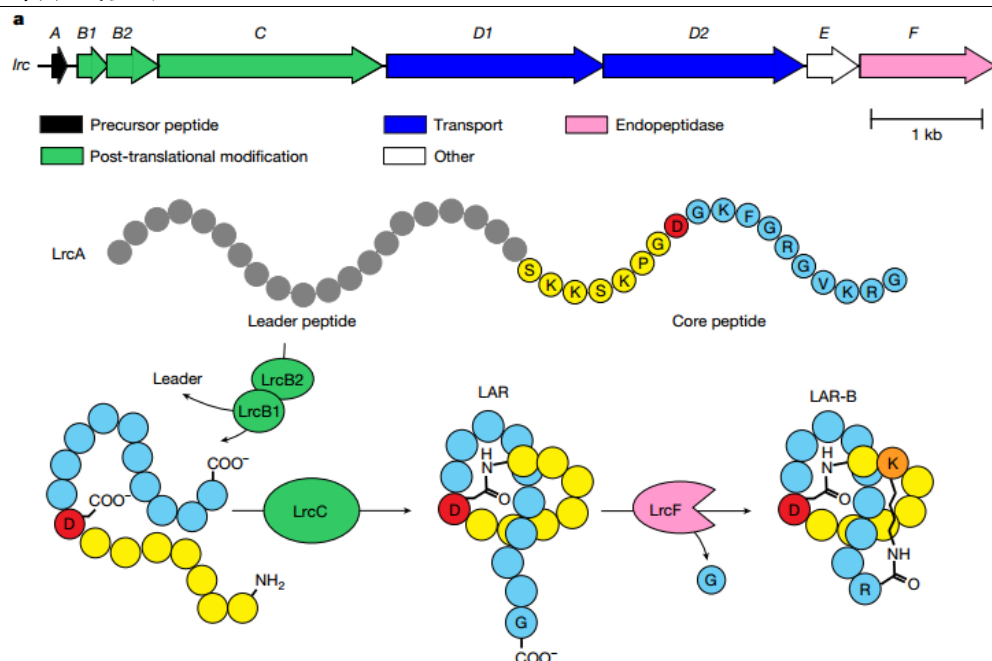 a
A B1 B2 C D1 D2 E F
lrc
Precursor peptide Transport Endopeptidase
Post-translational modification Other
1 kb
LrcA
S K K S K P G D G K F G R G V K R G
Leader peptide Core peptide
Leader LrcB2
LrcB1
LAR LAR-B
COO⁻
COO⁻
D
NH₂
LrcC
H
N
O
D
G
COO⁻
LrcF
G
H
N
O
K
D
NH
O
R